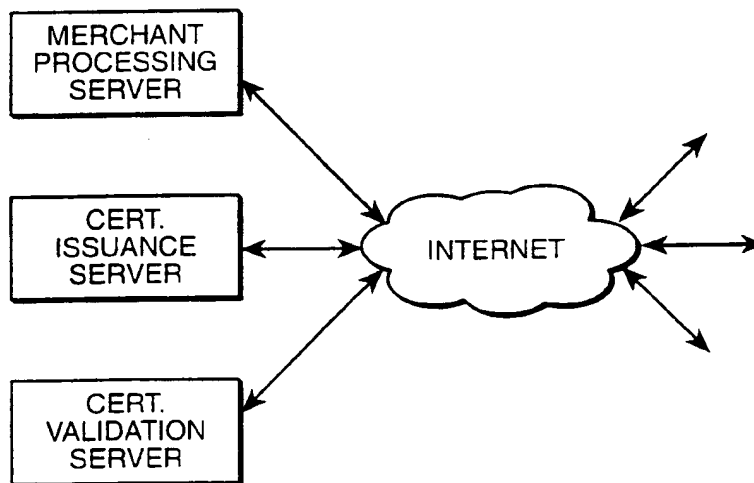 MERCHANT
PROCESSING
SERVER
CERT.
ISSUANCE
SERVER
INTERNET
CERT.
VALIDATION
SERVER